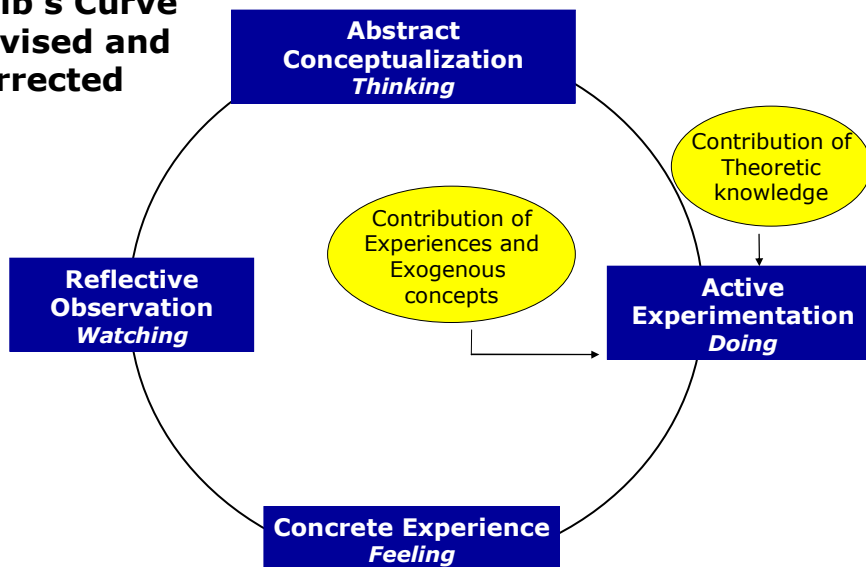 lb's Curve
vised and
rrected
Abstract
Conceptualization
Thinking
Contribution of
Theoretic
knowledge
Contribution of
Experiences and
Exogenous
concepts
Reflective
Observation
Watching
Active
Experimentation
Doing
Concrete Experience
Feeling